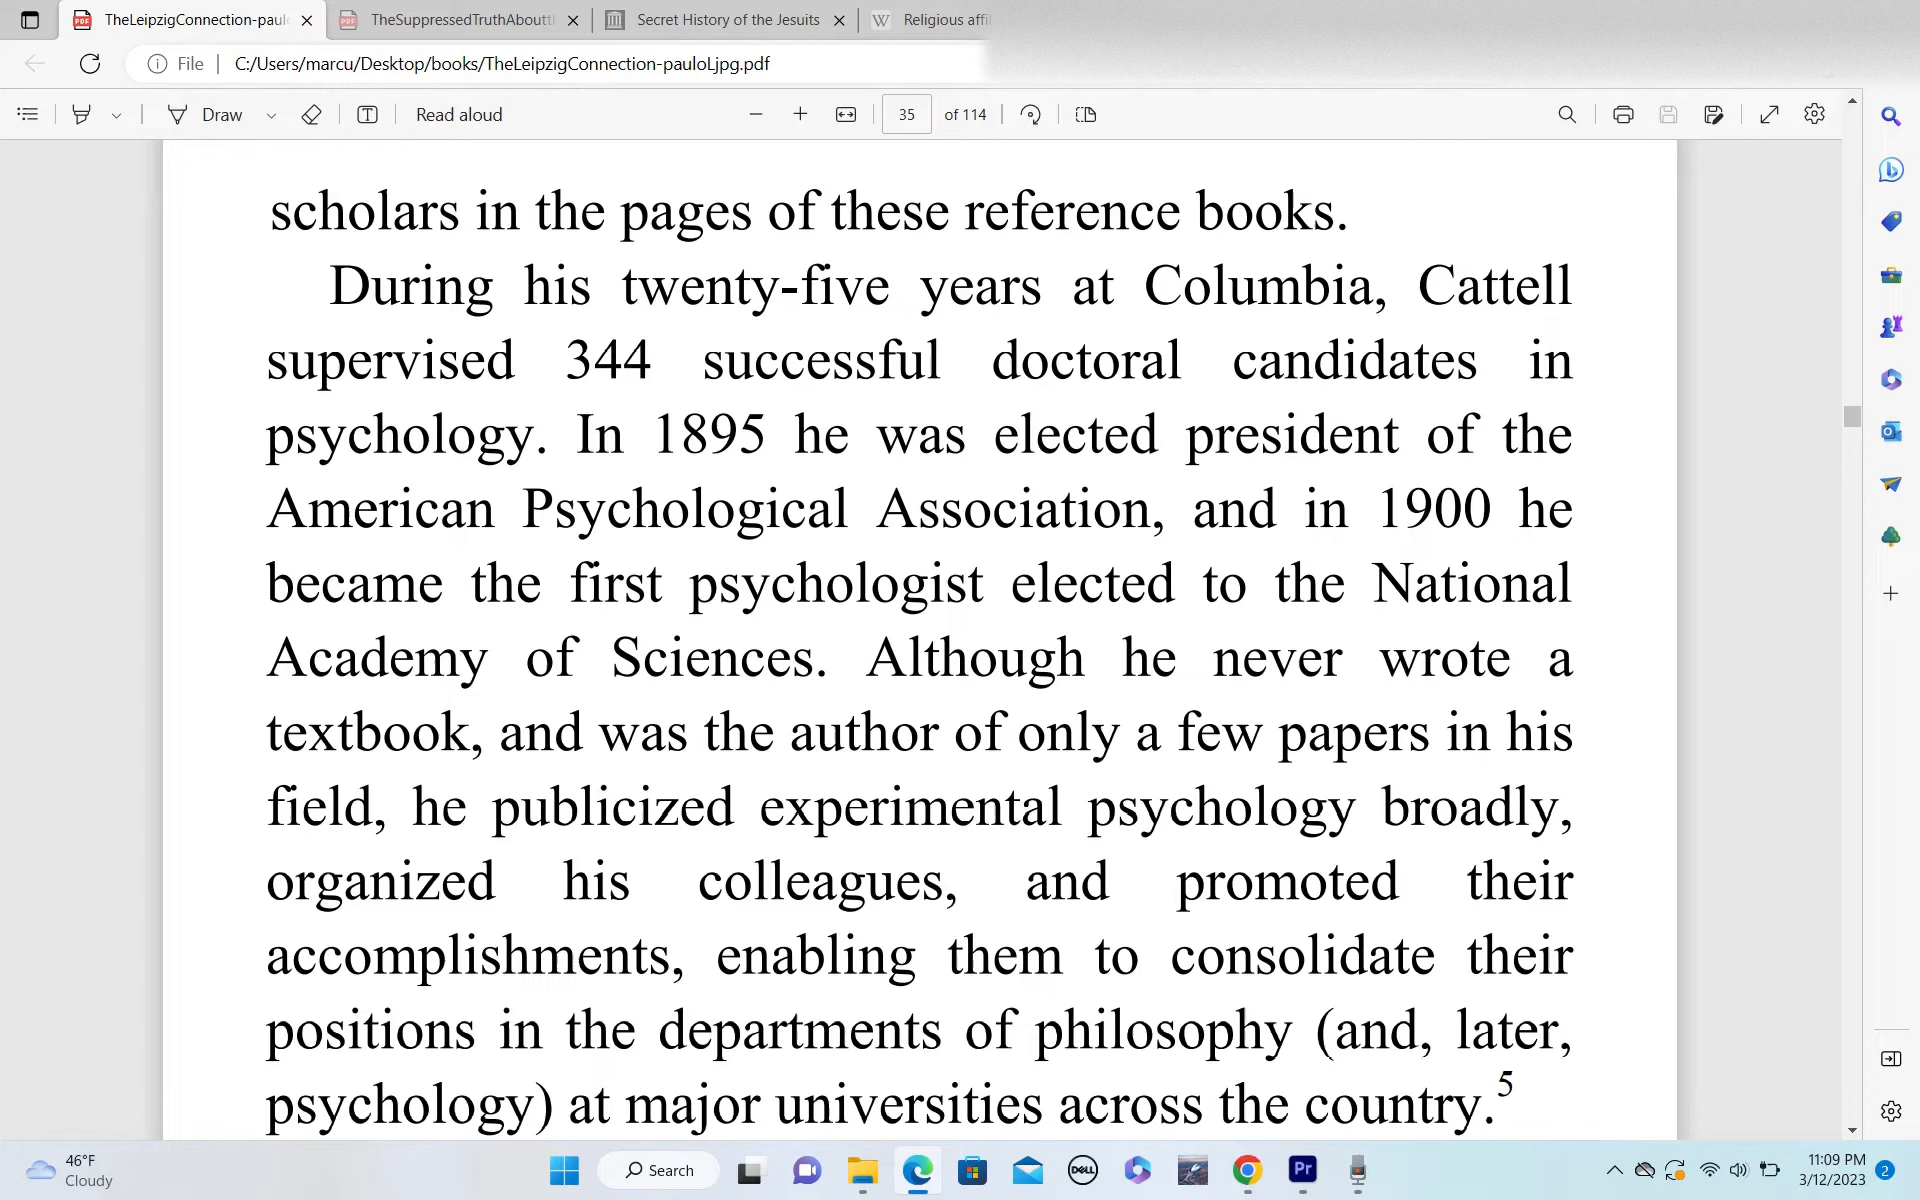 TheLeipzigConnection-paul
TheSuppressedTruthAboutt
Secret History of the Jesuits
W Religious affi
File
C:/Users/marcu/Desktop/books/TheLeipzigConnection-pauloLjpg.pdf
Draw
Read aloud
35 of 114
scholars in the pages of these reference books.
During his twenty-five years at Columbia, Cattell
supervised 344 successful doctoral candidates in
psychology. In 1895 he was elected president of the
American Psychological Association, and in 1900 he
became the first psychologist elected to the National
Academy of Sciences. Although he never wrote a
textbook, and was the author of only a few papers in his
field, he publicized experimental psychology broadly,
organized his colleagues, and promoted their
accomplishments, enabling them to consolidate their
positions in the departments of philosophy (and, later,
psychology) at major universities across the country.5
46°F
Cloudy
Search
DELL
Pr
11:09 PM
3/12/2023
2